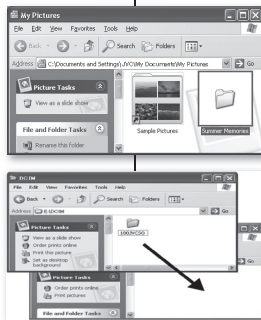 My Pictures
File Edit View Favorites Tools Help
Back Search Folders
Address C:\Documents and Settings\JVC\My Documents\My Pictures Go
Picture Tasks
View as a slide show
File and Folder Tasks
Rename this folder
Sample Pictures
Summer Memories
DCIM
File Edit View Favorites Tools Help
Back Search Folders
Address E:\DCIM Go
Picture Tasks
View as a slide show
Order prints online
Print this picture
Set as desktop background
100JVCSO
Go
Picture Tasks
Order prints online
Print pictures
File and Folder Tasks